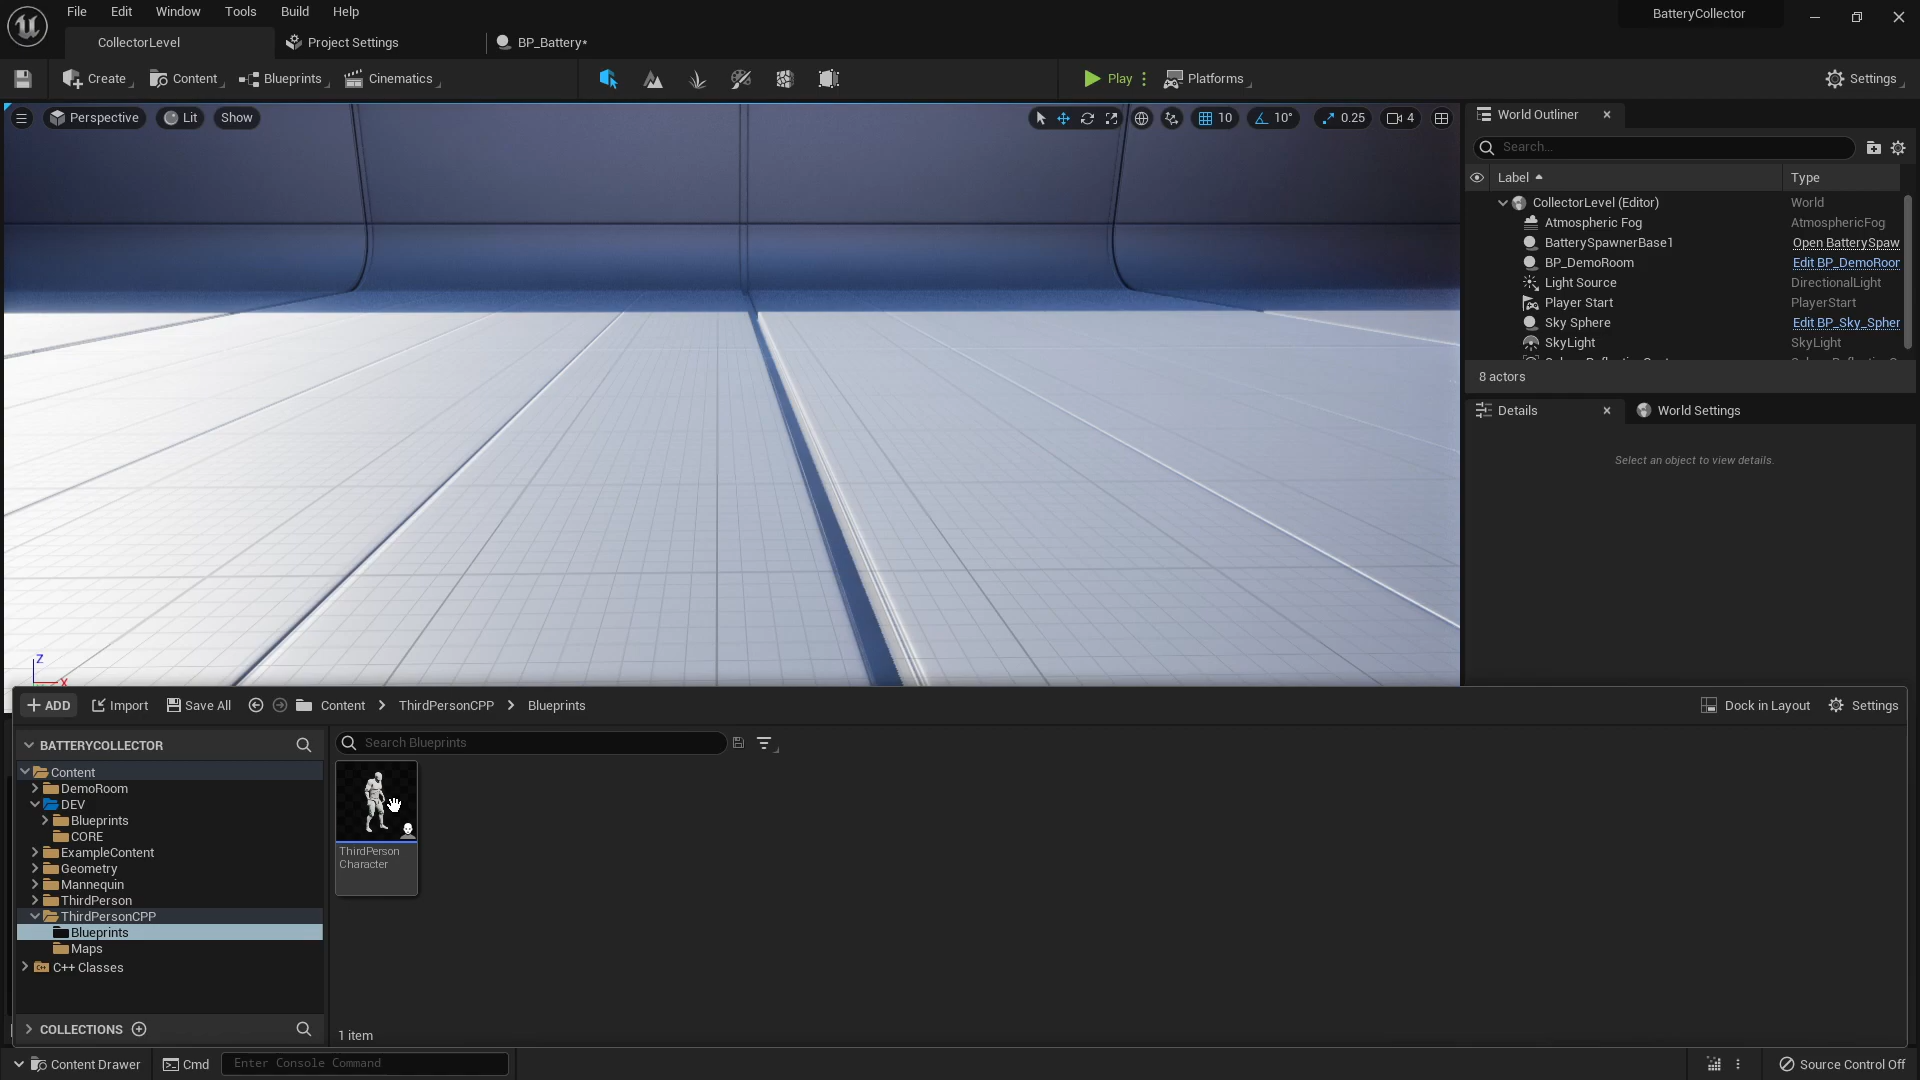 File Edit Window Tools Build Help
BatteryCollector
CollectorLevel
Project Settings
BP_Battery*
Create
Content
Blueprints
Cinematics
Play
Platforms
Settings
Perspective
Lit
Show
10
10°
0.25
4
World Outliner
Search...
Label
Type
CollectorLevel (Editor) World
Atmospheric Fog AtmosphericFog
BatterySpawnerBase1 Open BatterySpaw
BP_DemoRoom Edit BP_DemoRoor
Light Source DirectionalLight
Player Start PlayerStart
Sky Sphere Edit BP_Sky_Spher
SkyLight SkyLight
8 actors
Details
World Settings
Select an object to view details.
Z
X
ADD
Import
Save All
Content
ThirdPersonCPP
Blueprints
Dock in Layout
Settings
BATTERYCOLLECTOR
Search Blueprints
Content
DemoRoom
DEV
Blueprints
CORE
ExampleContent
Geometry
Mannequin
ThirdPerson
ThirdPersonCPP
Blueprints
Maps
C++ Classes
ThirdPerson
Character
COLLECTIONS
1 item
Content Drawer
Cmd
Enter Console Command
Source Control Off